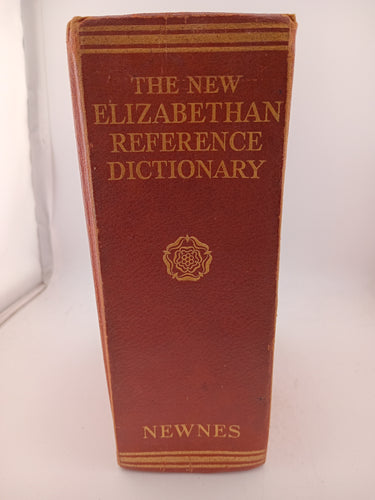 THE NEW
ELIZABETHAN
REFERENCE
DICTIONARY
NEWNES